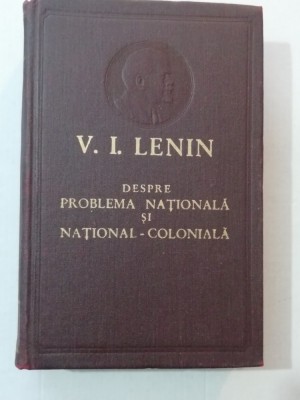 V. I. LENIN
DESPRE
PROBLEMA NAȚIONALĂ
ȘI
NAȚIONAL-COLONIALĂ